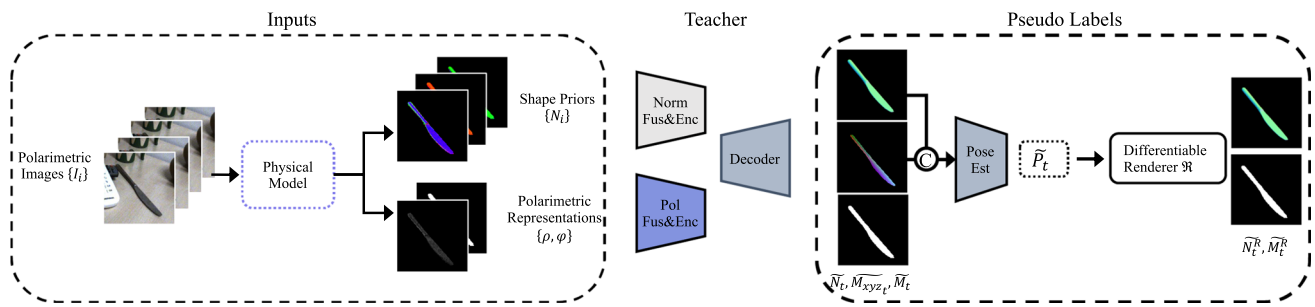 Inputs
Teacher
Pseudo Labels
Polarimetric
Images {I_i}
Physical
Model
Shape Priors
{N_i}
Polarimetric
Representations
{ρ, φ}
Norm
Fus&Enc
Pol
Fus&Enc
Decoder
C
Pose
Est
P̃_t
Differentiable
Renderer ℜ
Ñ_t, M̃_xyz_t, M̃_t
Ñ_t^R, M̃_t^R